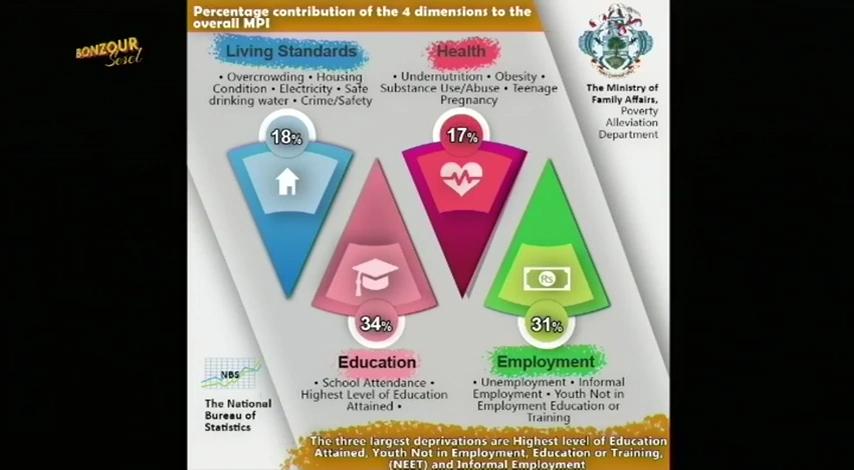 Percentage contribution of the 4 dimensions to the
overall MPI
BONZOUR
Sesel
Living Standards
• Overcrowding • Housing
Condition • Electricity • Safe
drinking water • Crime/Safety
Health
• Undernutrition • Obesity •
Substance Use/Abuse • Teenage
Pregnancy
The Ministry of
Family Affairs,
Poverty
Alleviation
Department
18%
17%
Rs
34%
31%
Education
• School Attendance •
Highest Level of Education
Attained •
Employment
• Unemployment • Informal
Employment • Youth Not in
Employment Education or
Training
NBS
The National
Bureau of
Statistics
The three largest deprivations are Highest level of Education
Attained, Youth Not in Employment, Education or Training,
(NEET) and Informal Employment